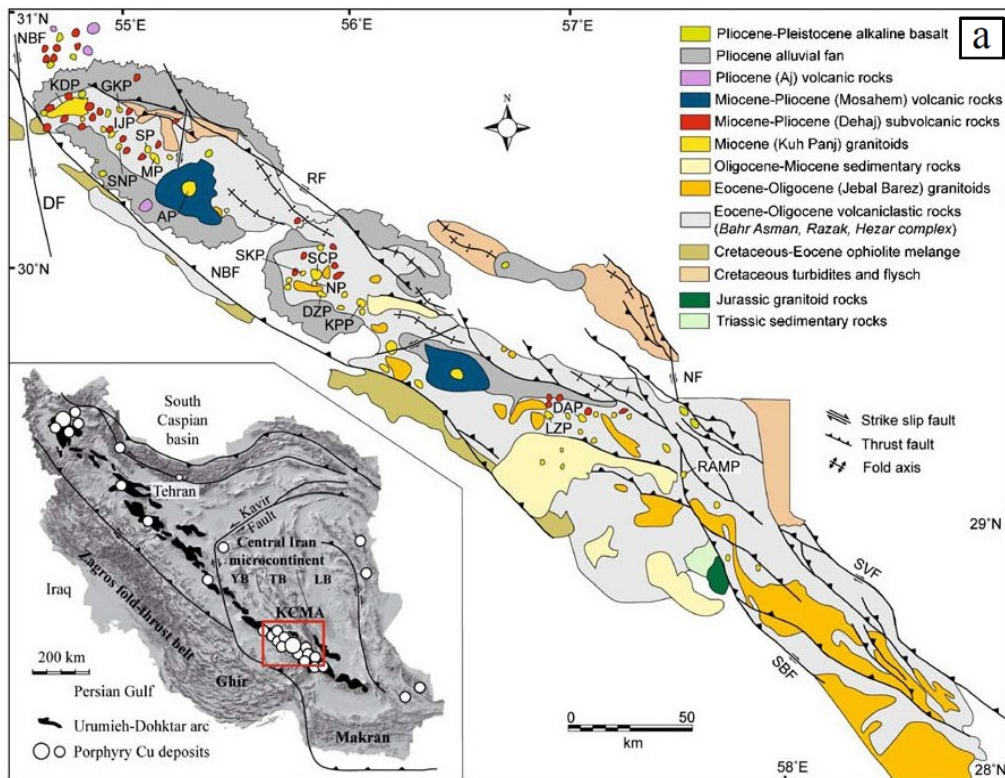 31°N
55°E
56°E
57°E
a
NBF
KDP
GKP
IJP
SP
MP
SNP
AP
DF
RF
30°N
NBF
SKP
SCP
NP
DZP
KPP
NF
DAP
LZP
RAMP
29°N
SVF
SBF
58°E
28°N
N
Pliocene-Pleistocene alkaline basalt
Pliocene alluvial fan
Pliocene (Aj) volcanic rocks
Miocene-Pliocene (Mosahem) volcanic rocks
Miocene-Pliocene (Dehaj) subvolcanic rocks
Miocene (Kuh Panj) granitoids
Oligocene-Miocene sedimentary rocks
Eocene-Oligocene (Jebal Barez) granitoids
Eocene-Oligocene volcaniclastic rocks
(Bahr Asman, Razak, Hezar complex)
Cretaceous-Eocene ophiolite melange
Cretaceous turbidites and flysch
Jurassic granitoid rocks
Triassic sedimentary rocks
Strike slip fault
Thrust fault
Fold axis
0 50
km
South
Caspian
basin
Tehran
Kavir
Fault
Central Iran
microcontinent
YB TB LB
KCMA
Iraq
Zagros fold-thrust belt
200 km
Ghir
Persian Gulf
Makran
Urumieh-Dohktar arc
Porphyry Cu deposits